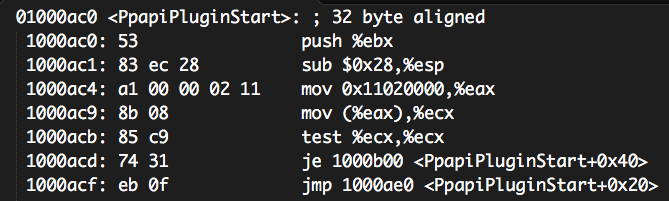 01000ac0 <PpapiPluginStart>: ; 32 byte aligned
1000ac0: 53 push %ebx
1000ac1: 83 ec 28 sub $0x28,%esp
1000ac4: a1 00 00 02 11 mov 0x11020000,%eax
1000ac9: 8b 08 mov (%eax),%ecx
1000acb: 85 c9 test %ecx,%ecx
1000acd: 74 31 je 1000b00 <PpapiPluginStart+0x40>
1000acf: eb 0f jmp 1000ae0 <PpapiPluginStart+0x20>